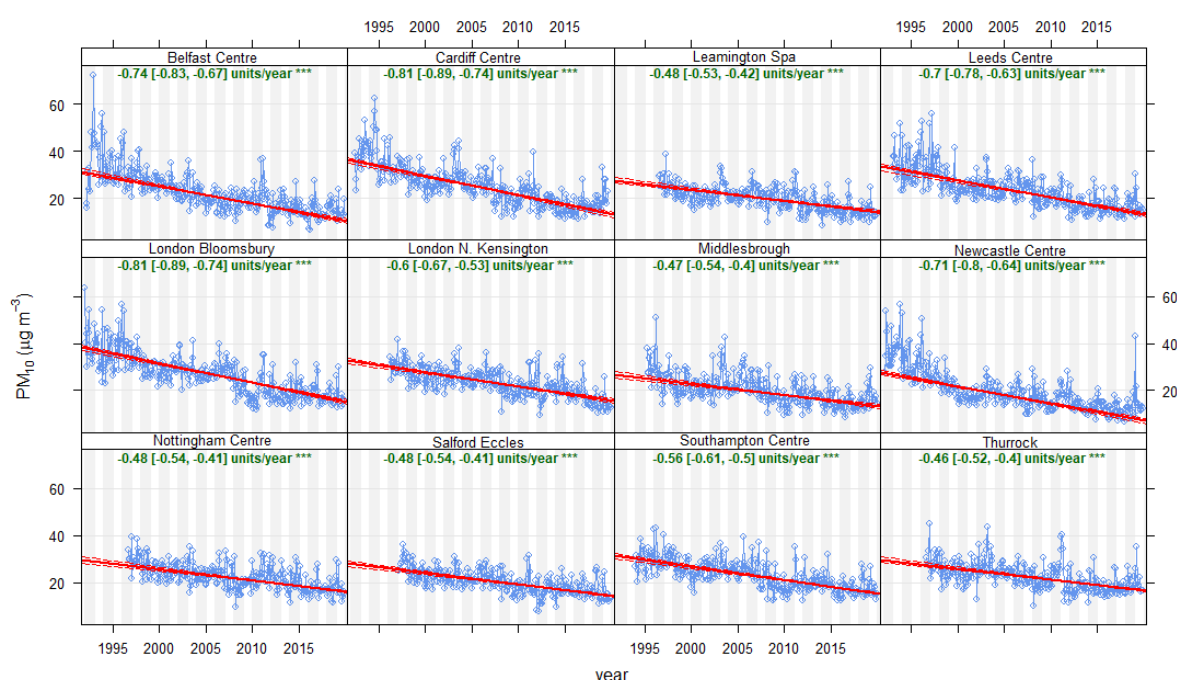 1995 2000 2005 2010 2015
Belfast Centre Cardiff Centre Leamington Spa Leeds Centre
-0.74 [-0.83, -0.67] units/year *** -0.81 [-0.89, -0.74] units/year *** -0.48 [-0.53, -0.42] units/year *** -0.7 [-0.78, -0.63] units/year ***
1995 2000 2005 2010 2015
60
40
20
London Bloomsbury London N. Kensington Middlesbrough Newcastle Centre
-0.81 [-0.89, -0.74] units/year *** -0.6 [-0.67, -0.53] units/year *** -0.47 [-0.54, -0.4] units/year *** -0.71 [-0.8, -0.64] units/year ***
60
40
20
PM₁₀ (µg m⁻³)
Nottingham Centre Salford Eccles Southampton Centre Thurrock
-0.48 [-0.54, -0.41] units/year *** -0.48 [-0.54, -0.41] units/year *** -0.56 [-0.61, -0.5] units/year *** -0.46 [-0.52, -0.4] units/year ***
60
40
20
1995 2000 2005 2010 2015
1995 2000 2005 2010 2015
year